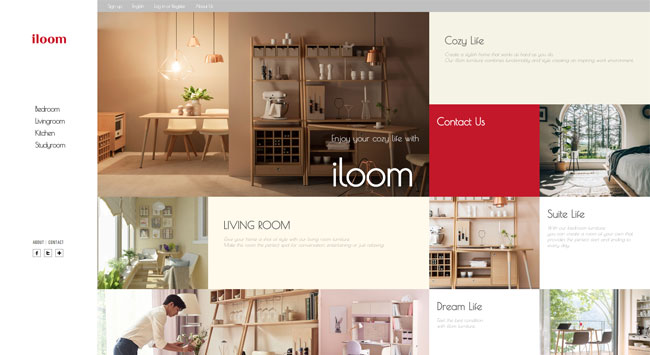 Sign up English Log in or Register About Us
iloom
Bedroom
Livingroom
Kitchen
Studyroom
ABOUT | CONTACT
Enjoy your cozy life with
iloom
Cozy Life
Create a stylish home that works as hard as you do.
Our iloom furniture combines functionality and style creating an inspiring work environment.
Contact Us
LIVING ROOM
Give your home a shot of style with our living room furniture.
Make this room the perfect spot for conversation, entertaining or just relaxing.
Suite Life
With our bedroom furniture,
you can create a room of your own that
provides the perfect start and ending to
every day.
Dream Life
Feel the best condition
with iloom furniture.